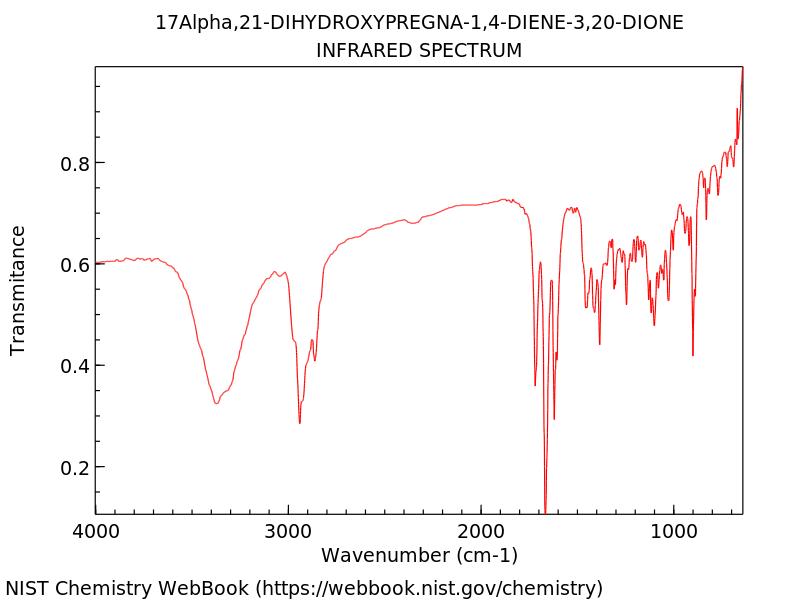 17Alpha,21-DIHYDROXYPREGNA-1,4-DIENE-3,20-DIONE
INFRARED SPECTRUM
0.8
0.6
0.4
0.2
Transmitance
4000 3000 2000 1000
Wavenumber (cm-1)
NIST Chemistry WebBook (https://webbook.nist.gov/chemistry)